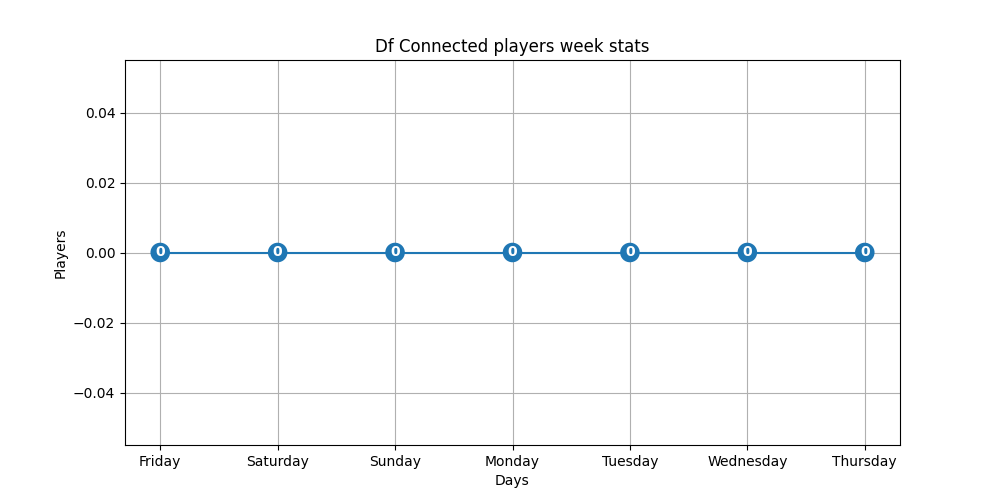 Df Connected players week stats
0.04
0.02
0.00
−0.02
−0.04
Players
0 0 0 0 0 0 0
Friday Saturday Sunday Monday Tuesday Wednesday Thursday
Days